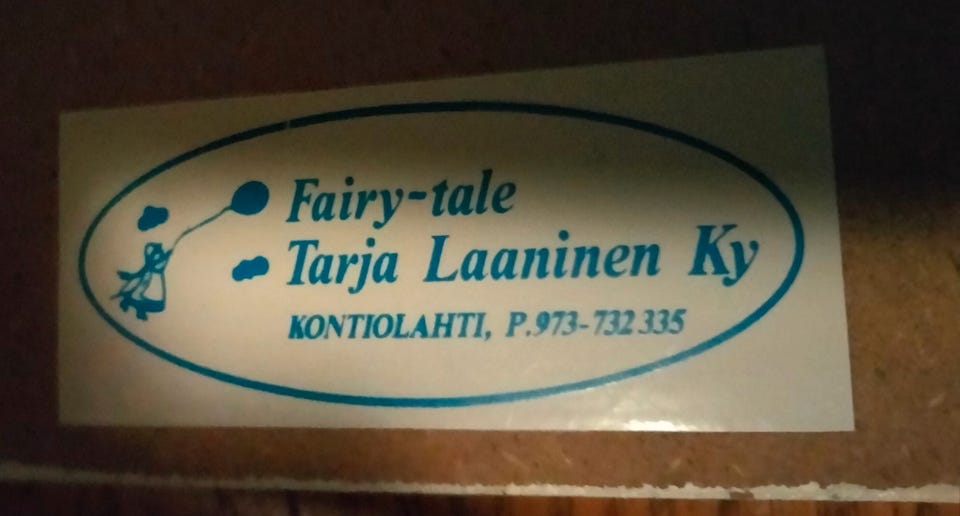 Fairy-tale
Tarja Laaninen Ky
KONTIOLAHTI, P.973-732 335